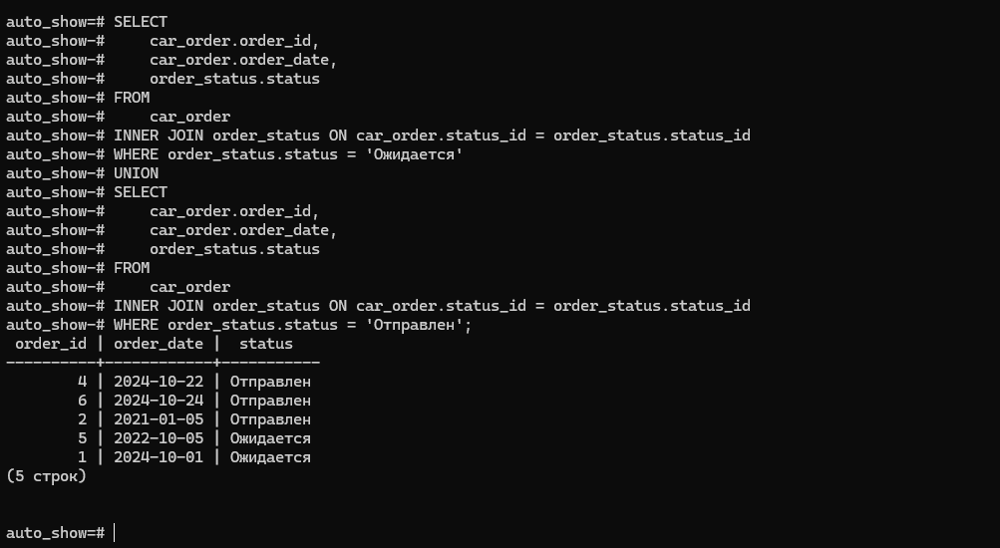 auto_show=# SELECT
auto_show-#     car_order.order_id,
auto_show-#     car_order.order_date,
auto_show-#     order_status.status
auto_show-# FROM
auto_show-#     car_order
auto_show-# INNER JOIN order_status ON car_order.status_id = order_status.status_id
auto_show-# WHERE order_status.status = 'Ожидается'
auto_show-# UNION
auto_show-# SELECT
auto_show-#     car_order.order_id,
auto_show-#     car_order.order_date,
auto_show-#     order_status.status
auto_show-# FROM
auto_show-#     car_order
auto_show-# INNER JOIN order_status ON car_order.status_id = order_status.status_id
auto_show-# WHERE order_status.status = 'Отправлен';
 order_id | order_date |  status
----------+------------+-----------
        4 | 2024-10-22 | Отправлен
        6 | 2024-10-24 | Отправлен
        2 | 2021-01-05 | Отправлен
        5 | 2022-10-05 | Ожидается
        1 | 2024-10-01 | Ожидается
(5 строк)
auto_show=#